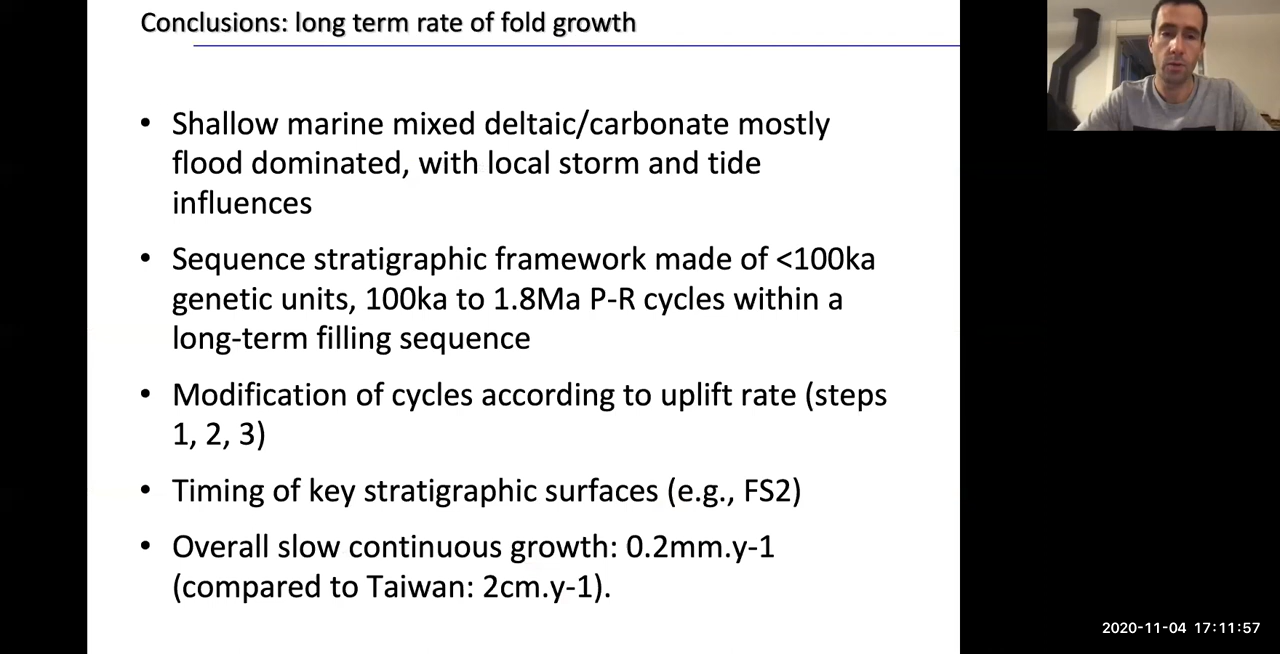 Conclusions: long term rate of fold growth
• Shallow marine mixed deltaic/carbonate mostly
flood dominated, with local storm and tide
influences
• Sequence stratigraphic framework made of <100ka
genetic units, 100ka to 1.8Ma P-R cycles within a
long-term filling sequence
• Modification of cycles according to uplift rate (steps
1, 2, 3)
• Timing of key stratigraphic surfaces (e.g., FS2)
• Overall slow continuous growth: 0.2mm.y-1
(compared to Taiwan: 2cm.y-1).
2020-11-04 17:11:57